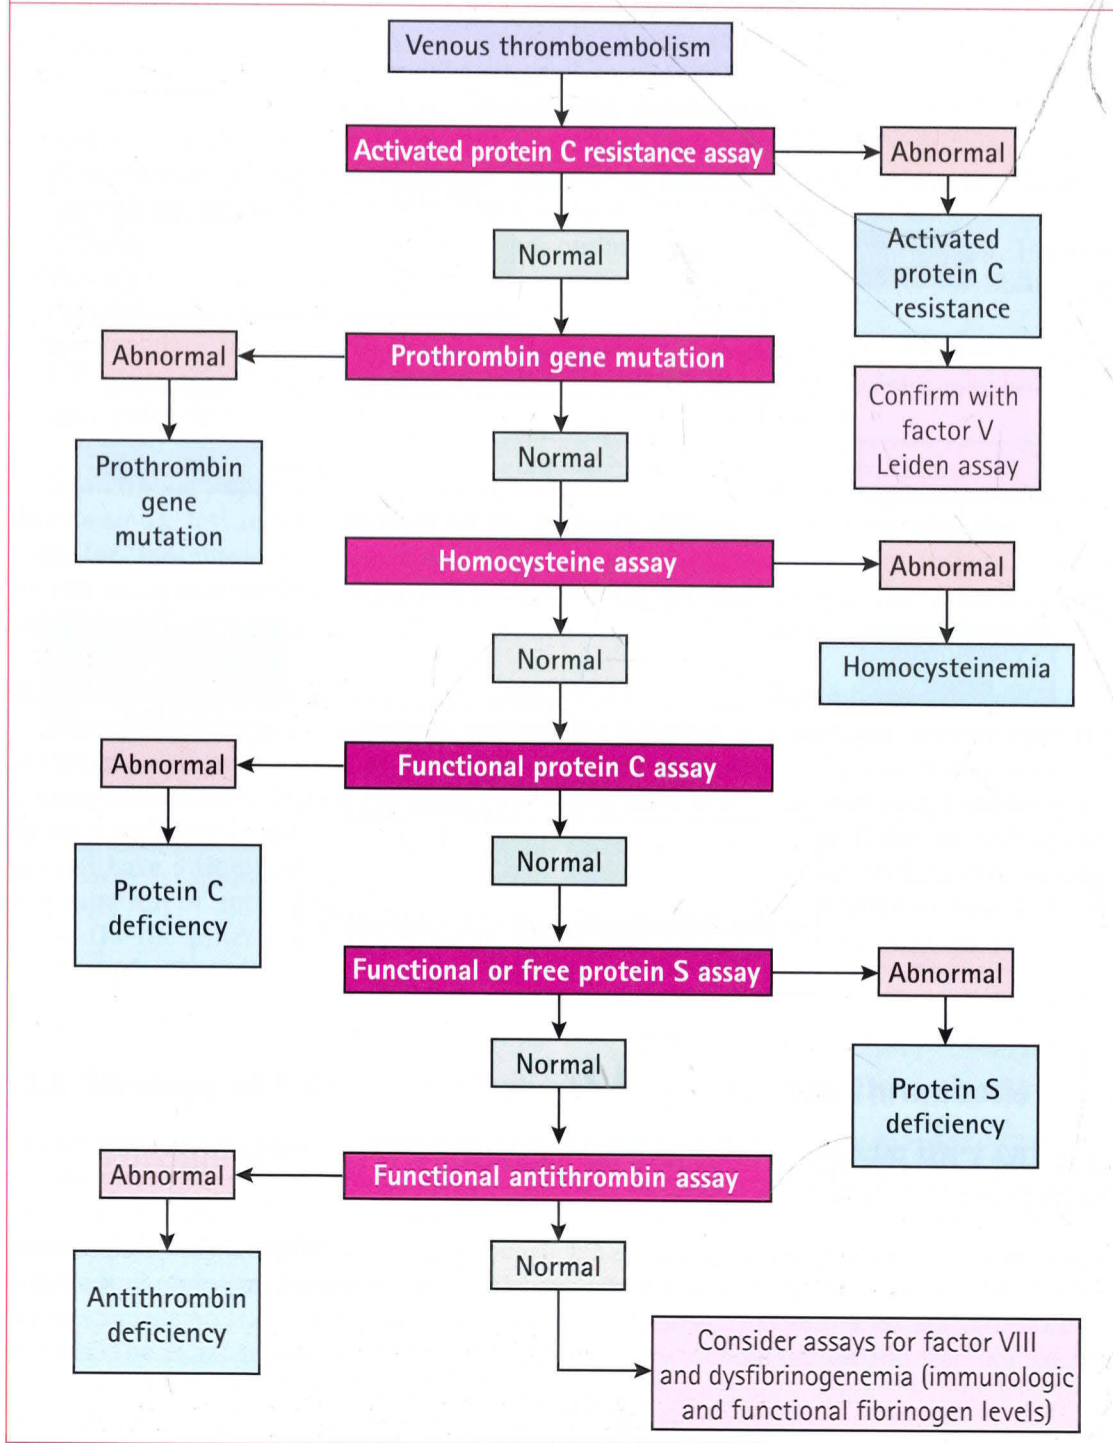 Venous thromboembolism
Activated protein C resistance assay
Abnormal
Activated
protein C
resistance
Normal
Abnormal
Prothrombin gene mutation
Confirm with
factor V
Leiden assay
Prothrombin
gene
mutation
Normal
Homocysteine assay
Abnormal
Normal
Homocysteinemia
Abnormal
Functional protein C assay
Normal
Protein C
deficiency
Functional or free protein S assay
Abnormal
Normal
Protein S
deficiency
Abnormal
Functional antithrombin assay
Normal
Antithrombin
deficiency
Consider assays for factor VIII
and dysfibrinogenemia (immunologic
and functional fibrinogen levels)